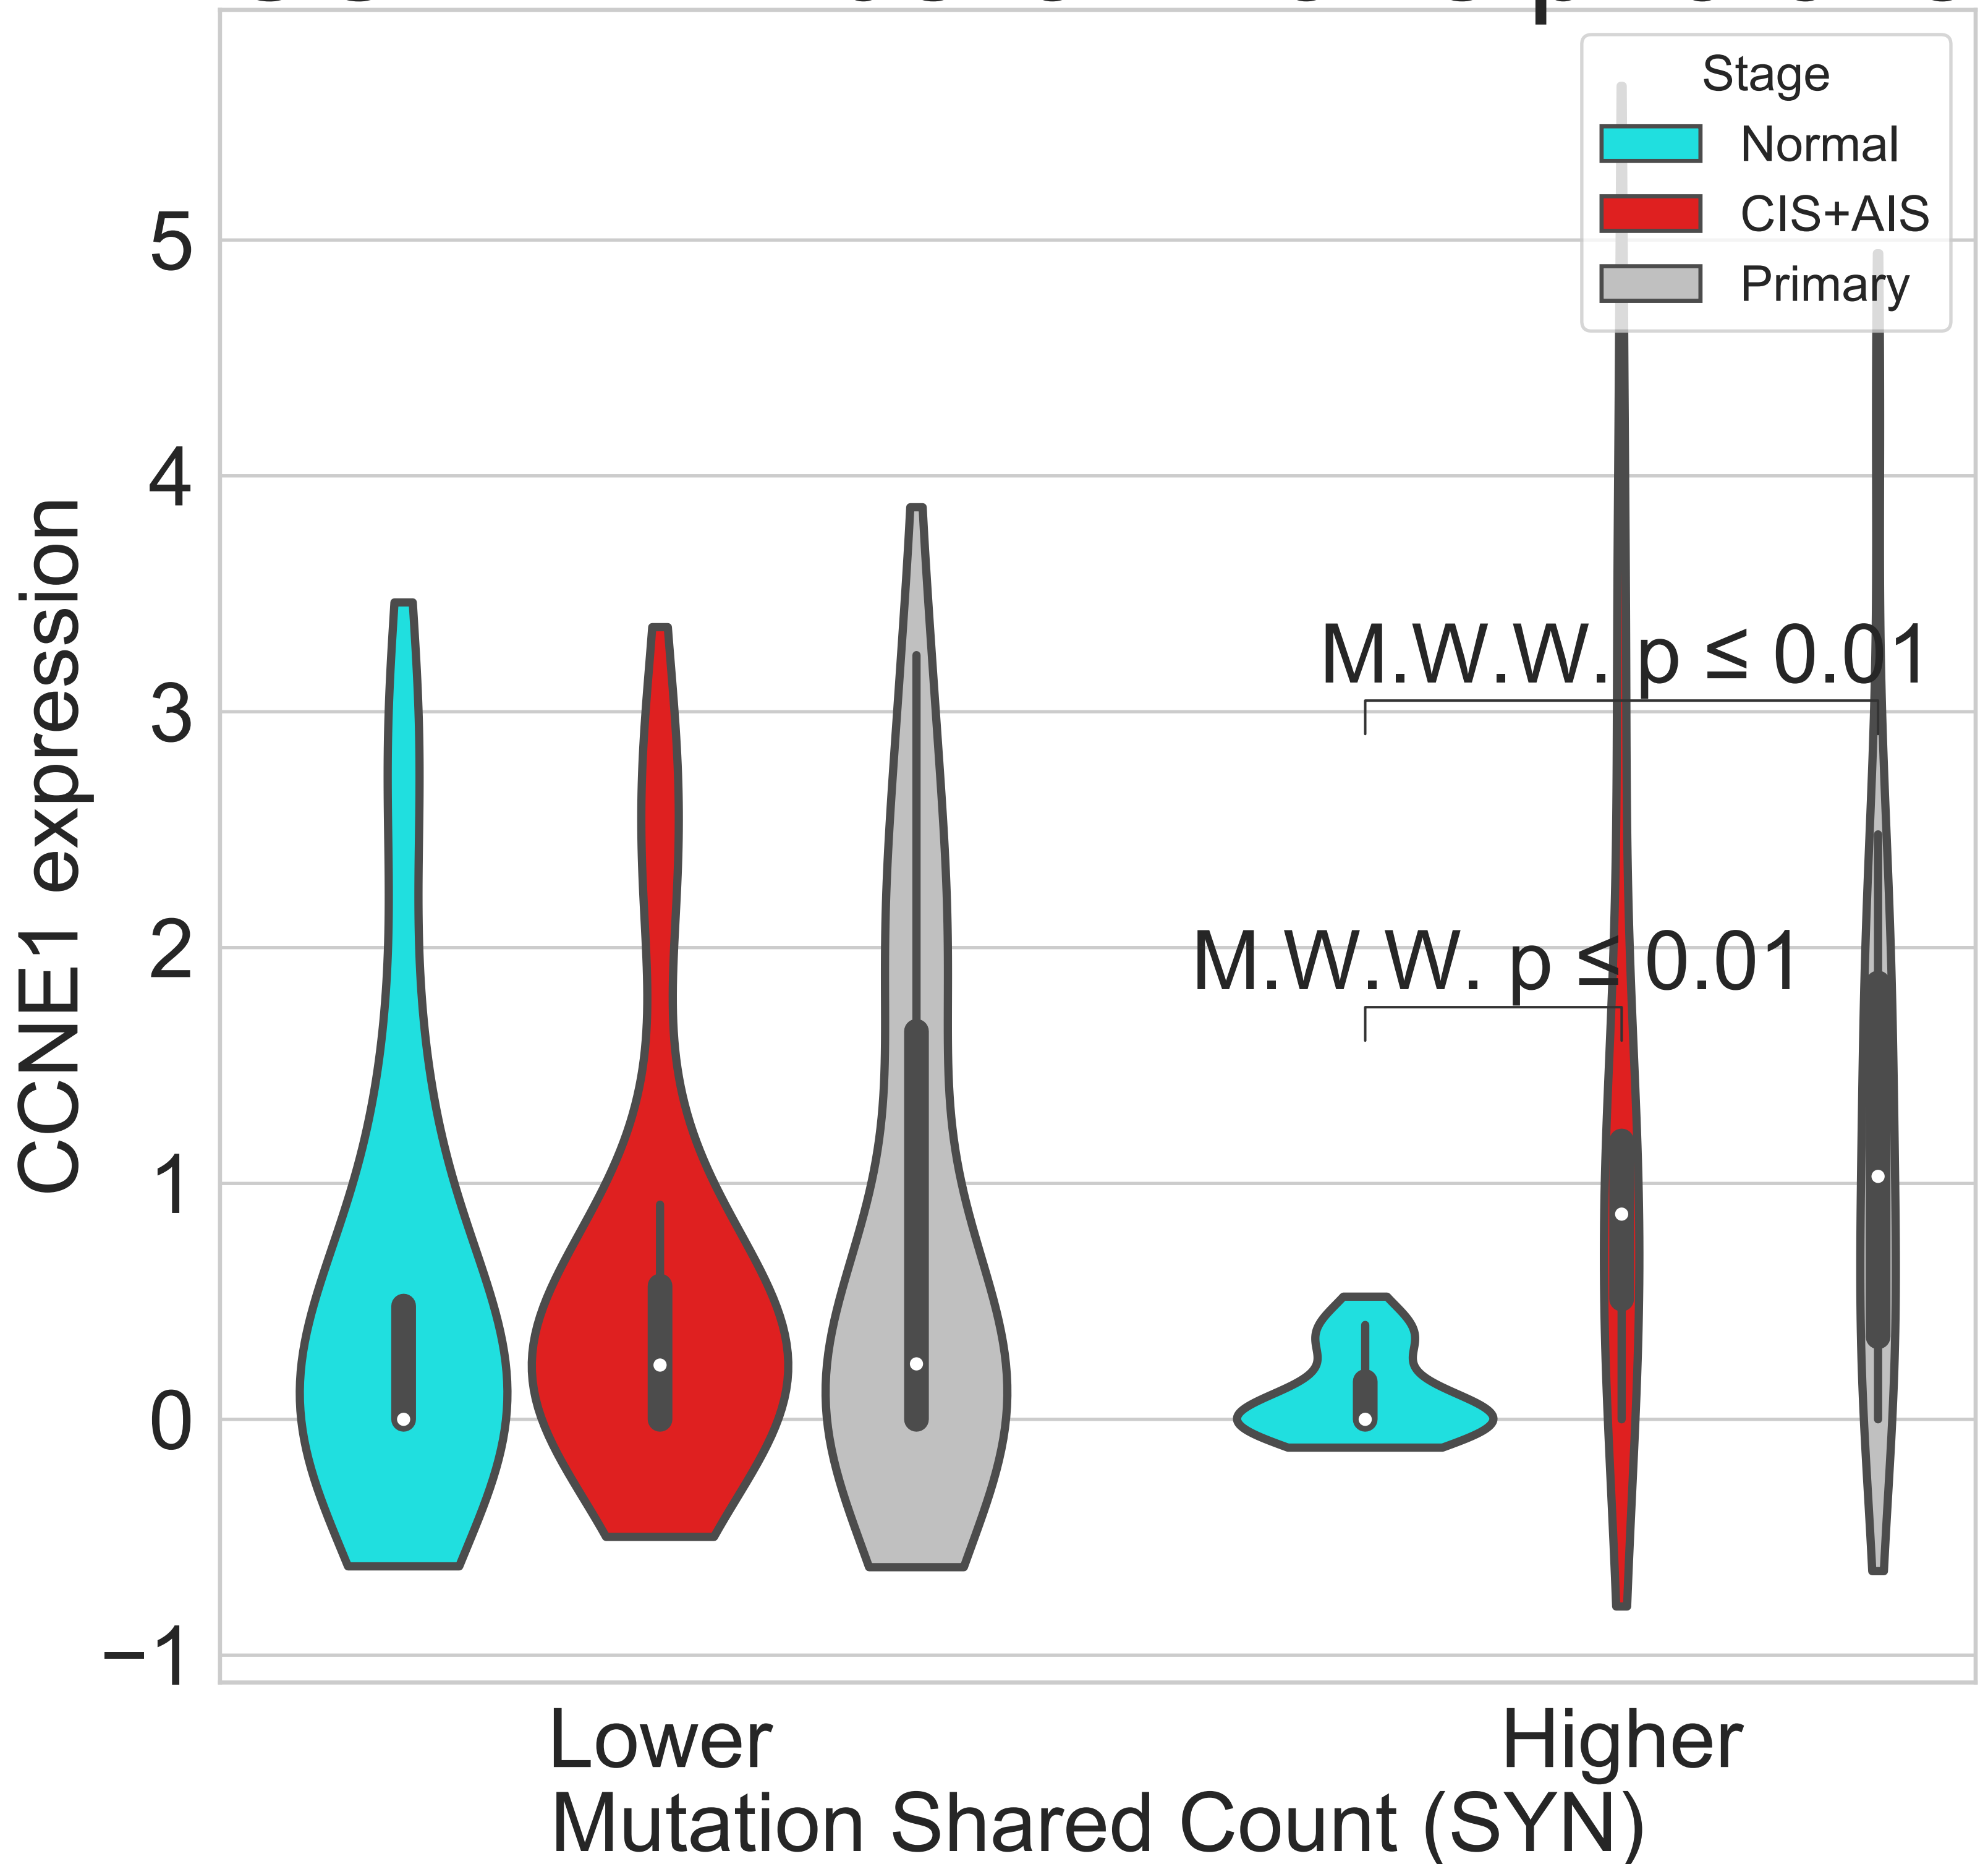 Stage
Normal
CIS+AIS
Primary
5
4
3
2
1
0
−1
CCNE1 expression
M.W.W. p ≤ 0.01
M.W.W. p ≤ 0.01
Lower
Higher
Mutation Shared Count (SYN)